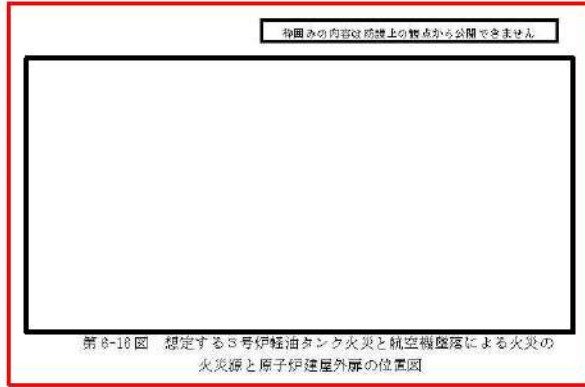 枠囲みの内容は防護上の観点から公開できません
第6-16図　想定する３号炉軽油タンク火災と航空機墜落による火災の
火災源と原子炉建屋外扉の位置図